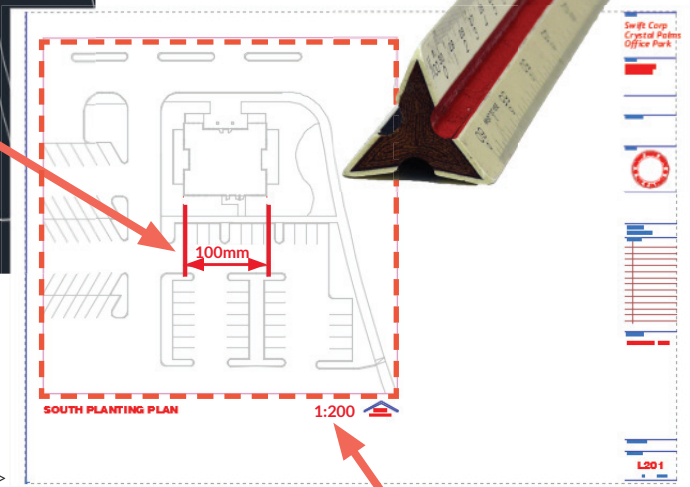 Swift Corp
Crystal Palms
Office Park
100mm
SOUTH PLANTING PLAN
1:200
L201